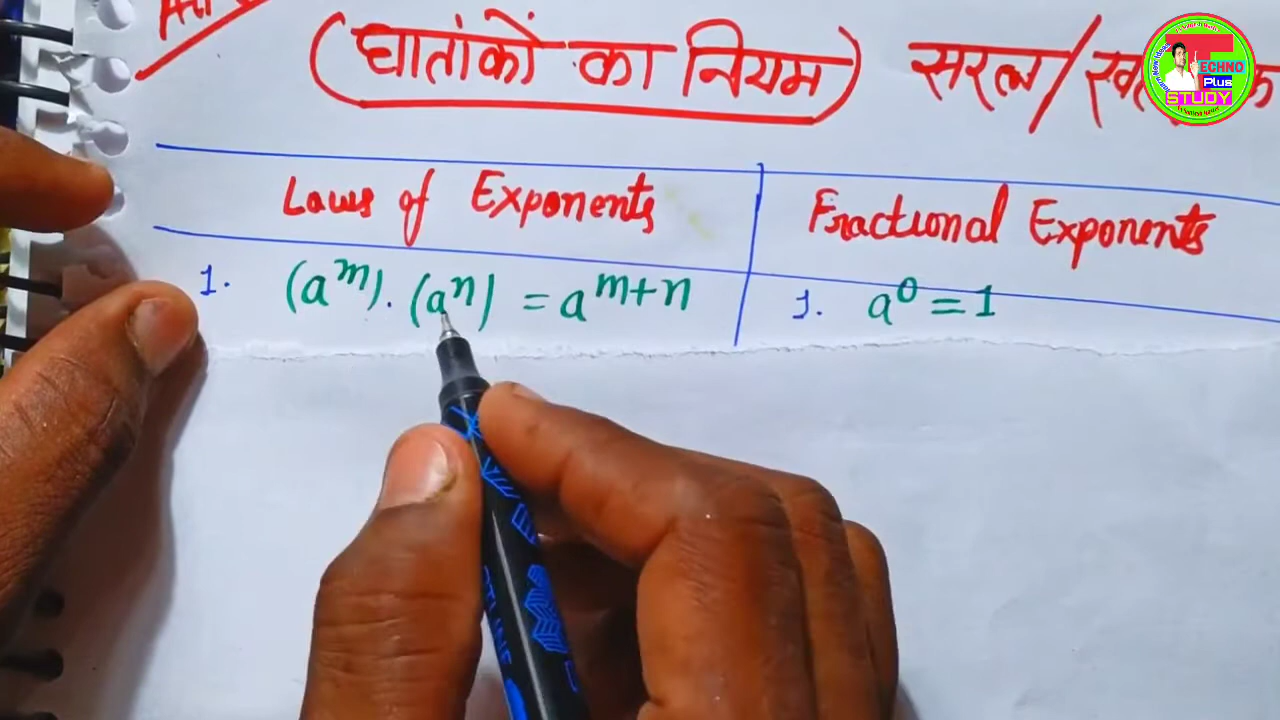 (घातांकों का नियम) सरल/
Laws of Exponents
Fractional Exponents
1. (a^m).(a^n) = a^m+n
1. a^0 = 1
TECHNO
Plus
STUDY